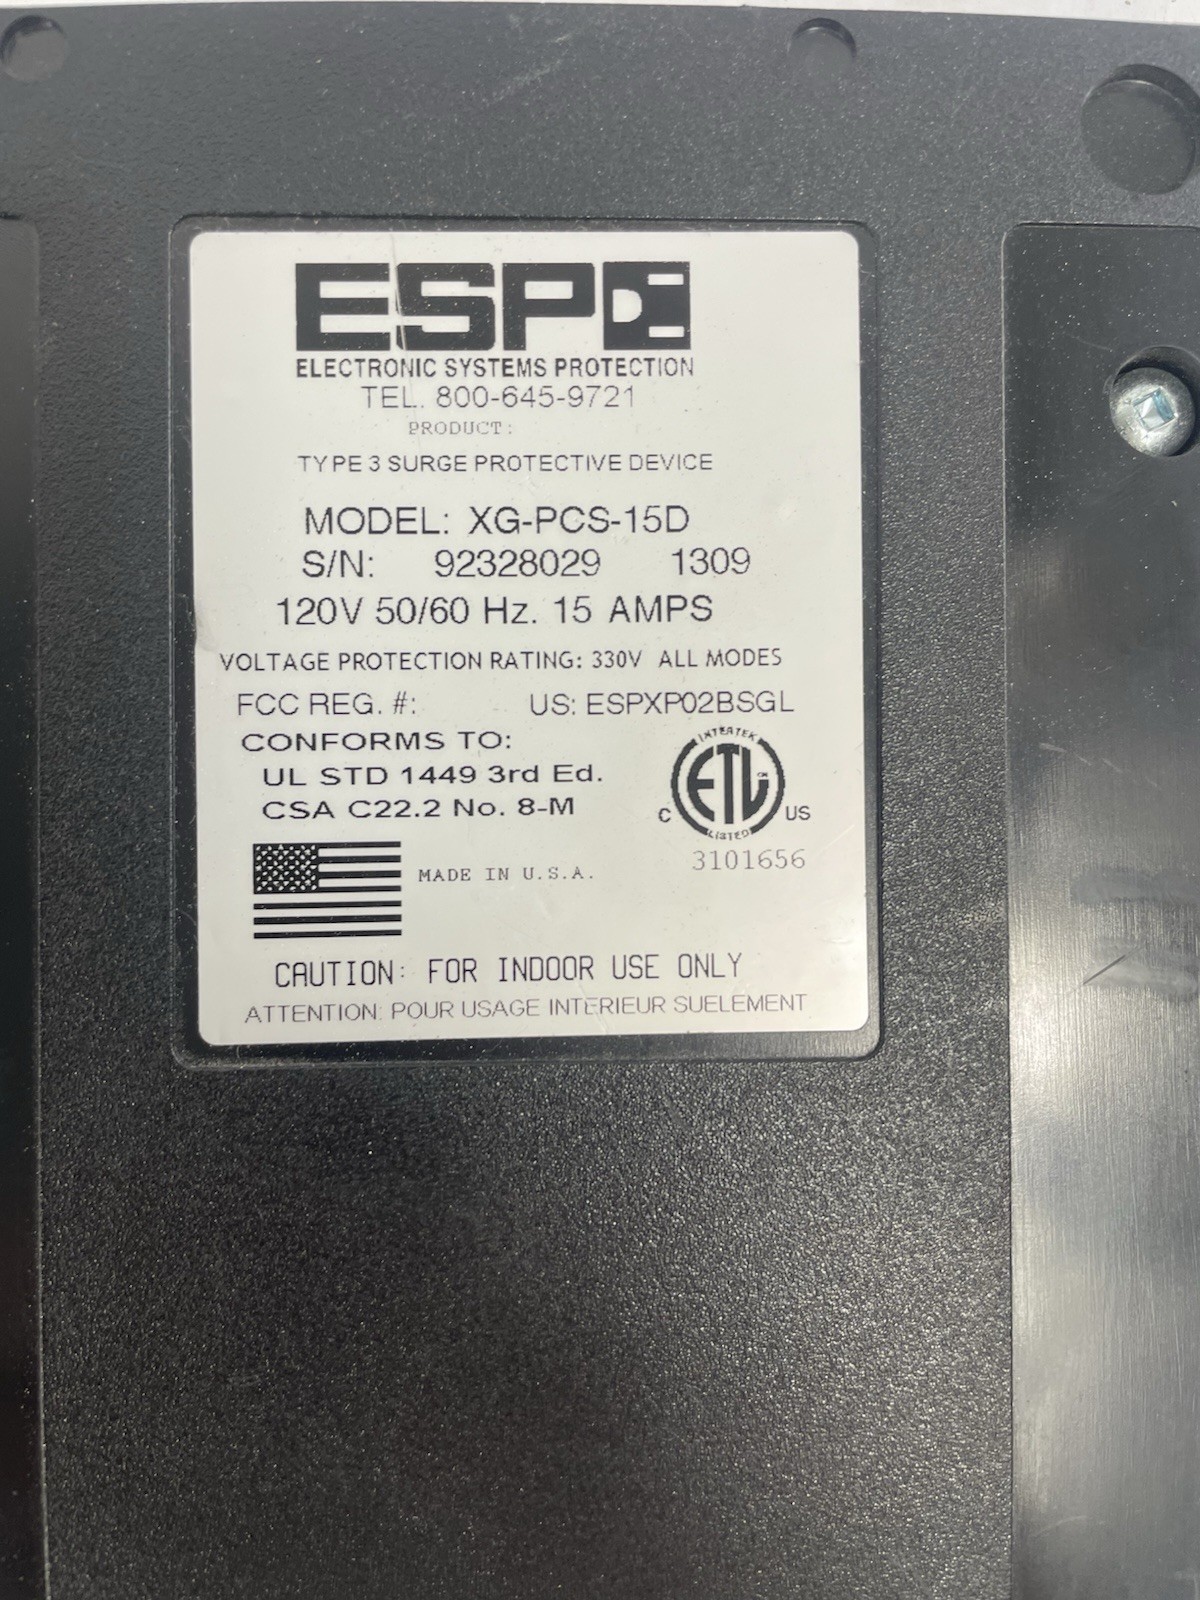 ESP
ELECTRONIC SYSTEMS PROTECTION
TEL. 800-645-9721
PRODUCT:
TYPE 3 SURGE PROTECTIVE DEVICE
MODEL: XG-PCS-15D
S/N: 92328029 1309
120V 50/60 Hz. 15 AMPS
VOLTAGE PROTECTION RATING: 330V ALL MODES
FCC REG. #: US: ESPXP02BSGL
CONFORMS TO:
UL STD 1449 3rd Ed.
CSA C22.2 No. 8-M
INTERTEK
ETL CM
C US
LISTED
3101656
MADE IN U.S.A.
CAUTION: FOR INDOOR USE ONLY
ATTENTION: POUR USAGE INTERIEUR SUELEMENT